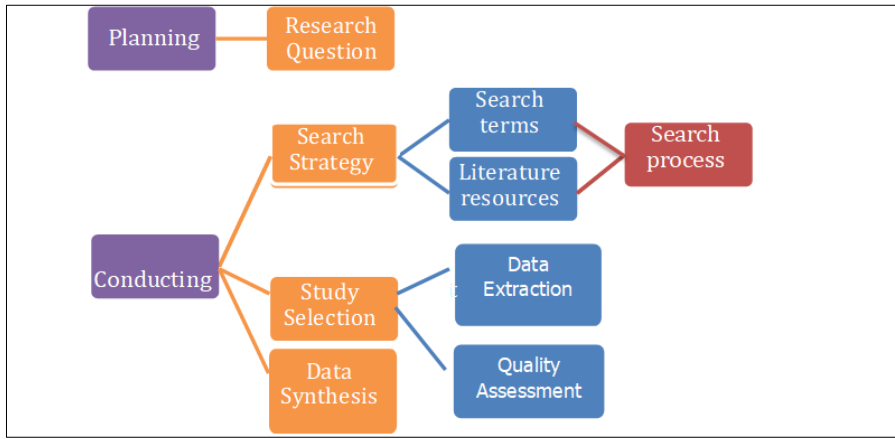 Planning
Research
Question
Search
Strategy
Search
terms
Literature
resources
Search
process
Conducting
Study
Selection
t
Data
Extraction
Data
Synthesis
Quality
Assessment